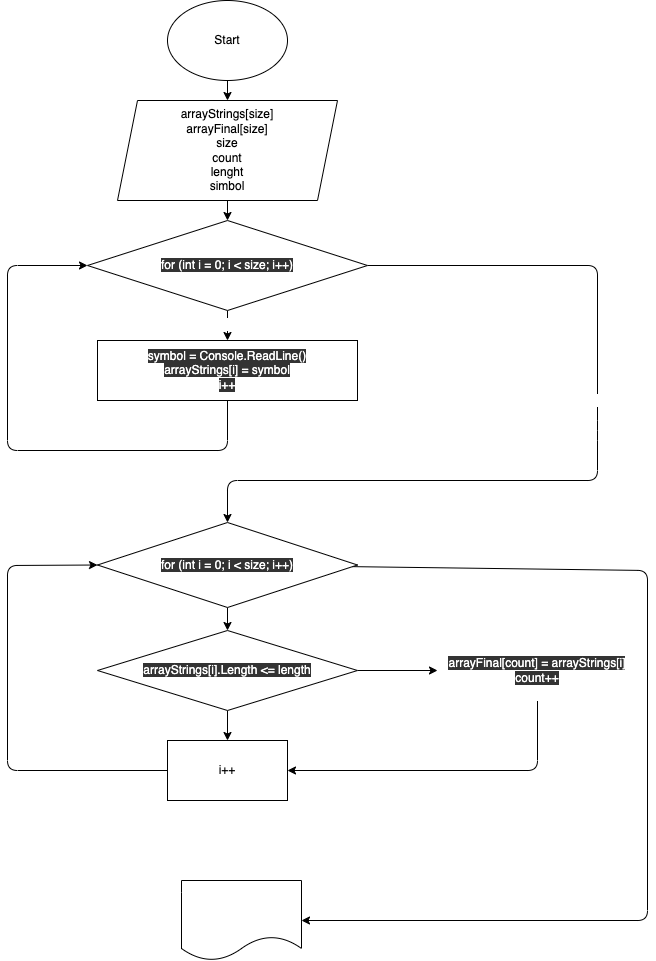 Start
arrayStrings[size]
arrayFinal[size]
size
count
lenght
simbol
for (int i = 0; i < size; i++)
symbol = Console.ReadLine()
arrayStrings[i] = symbol
i++
for (int i = 0; i < size; i++)
arrayStrings[i].Length <= length
arrayFinal[count] = arrayStrings[i]
count++
i++